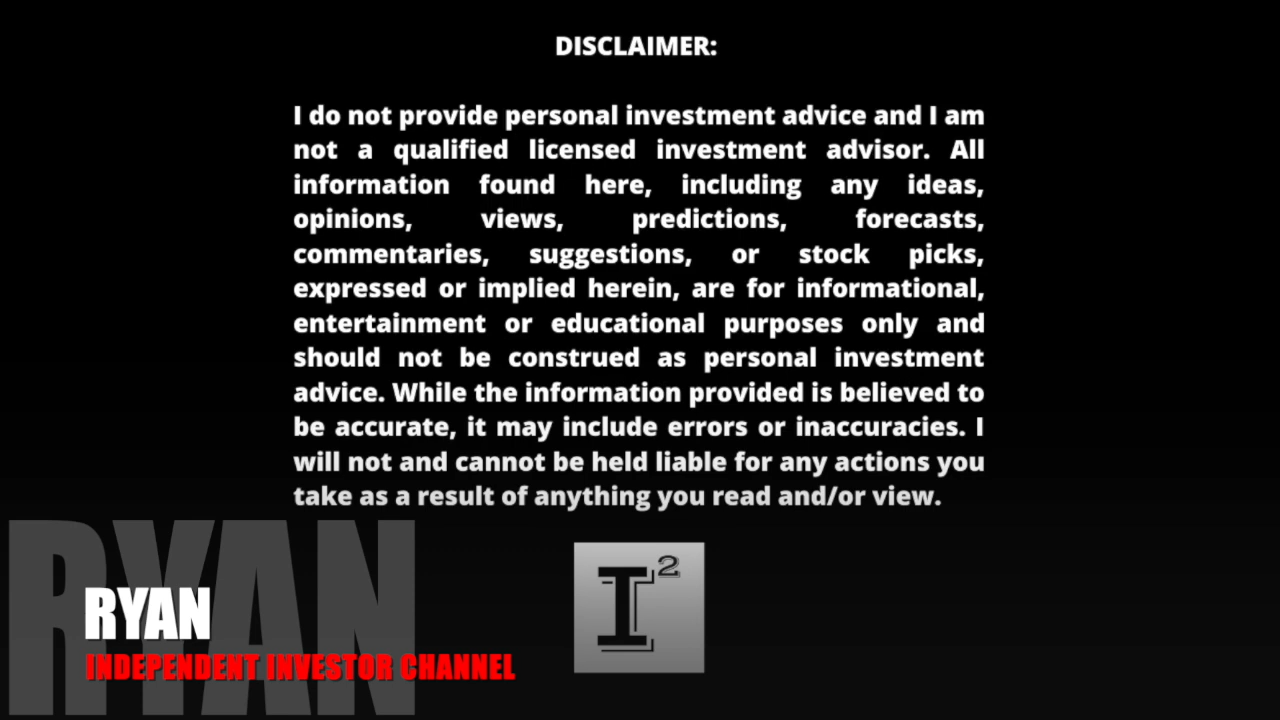 DISCLAIMER:
I do not provide personal investment advice and I am
not a qualified licensed investment advisor. All
information found here, including any ideas,
opinions, views, predictions, forecasts,
commentaries, suggestions, or stock picks,
expressed or implied herein, are for informational,
entertainment or educational purposes only and
should not be construed as personal investment
advice. While the information provided is believed to
be accurate, it may include errors or inaccuracies. I
will not and cannot be held liable for any actions you
take as a result of anything you read and/or view.
RYAN
RYAN
INDEPENDENT INVESTOR CHANNEL
I²